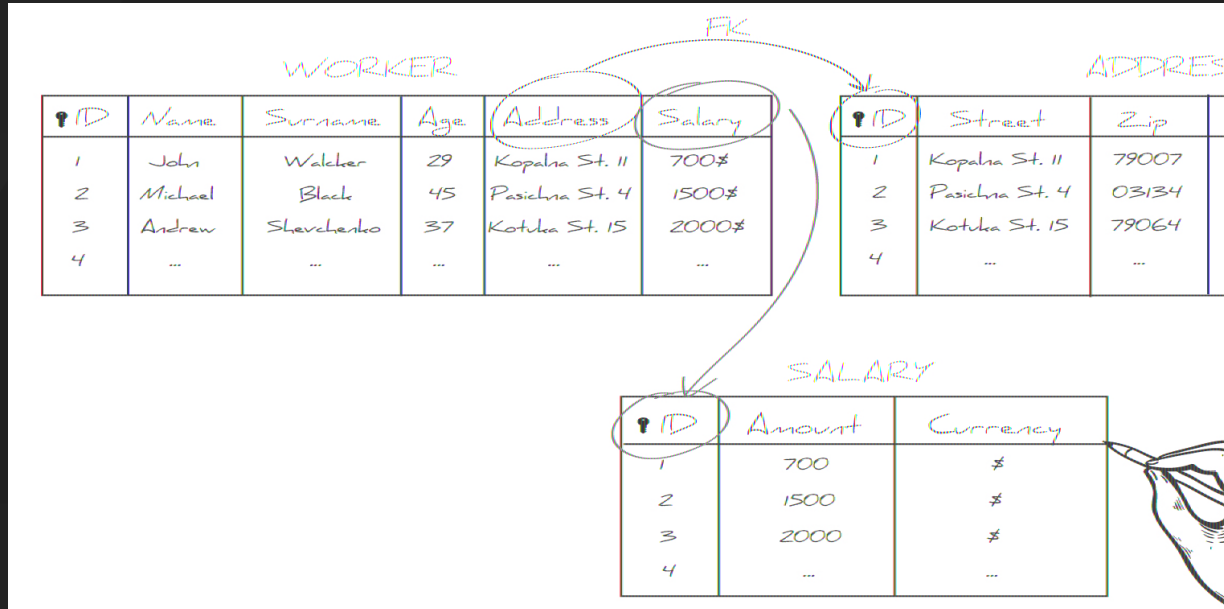 FK
WORKER
ID Name Surname Age Address Salary
1 John Walcker 29 Kopalna St. 11 700$
2 Michael Black 45 Pasichna St. 4 1500$
3 Andrew Shevchenko 37 Kotuka St. 15 2000$
4 ... ... ... ... ...
ADDRES
ID Street Zip
1 Kopalna St. 11 79007
2 Pasichna St. 4 03134
3 Kotuka St. 15 79064
4 ... ...
SALARY
ID Amount Currency
1 700 $
2 1500 $
3 2000 $
4 ... ...